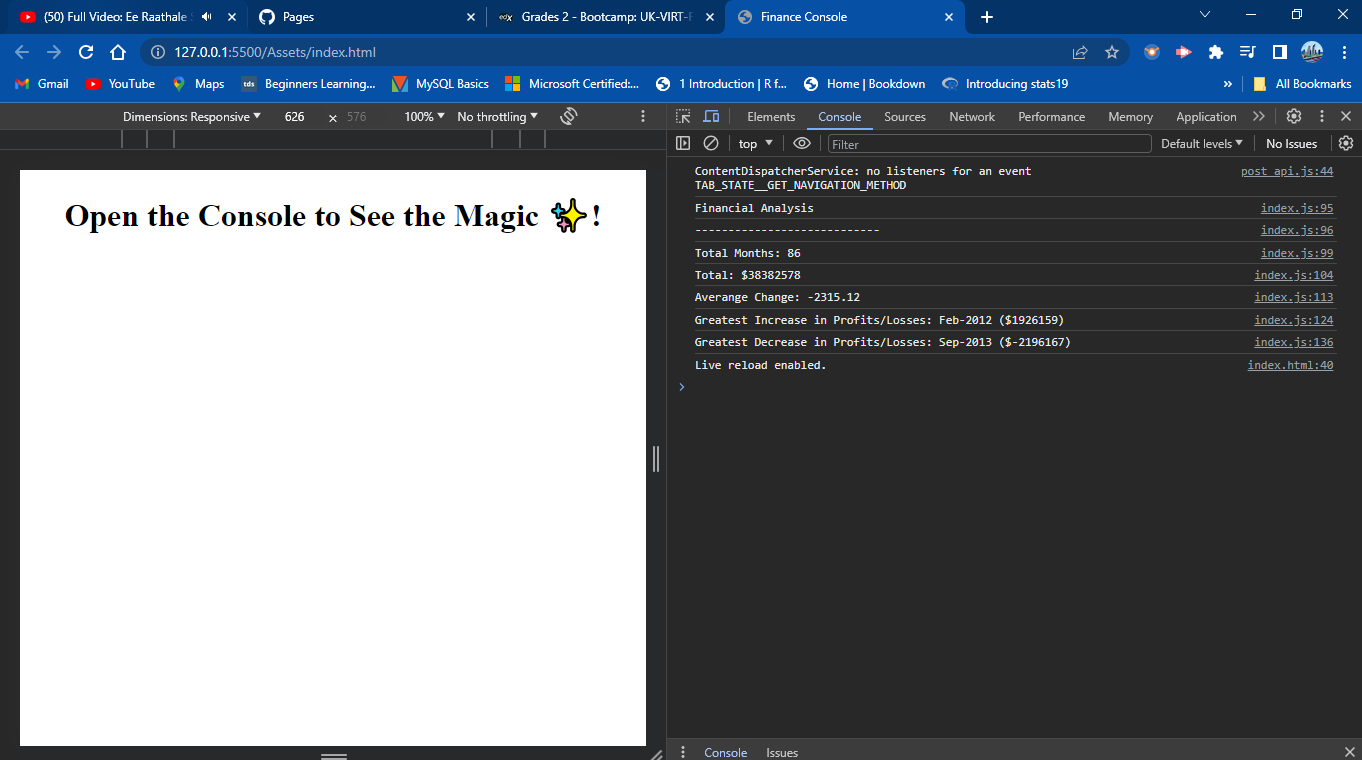 (50) Full Video: Ee Raathale S
Pages
Grades 2 - Bootcamp: UK-VIRT-F
Finance Console
127.0.0.1:5500/Assets/index.html
Gmail
YouTube
Maps
tds
Beginners Learning...
MySQL Basics
Microsoft Certified:...
1 Introduction | R f...
Home | Bookdown
Introducing stats19
»
All Bookmarks
Dimensions: Responsive
626
×
576
100%
No throttling
Elements
Console
Sources
Network
Performance
Memory
Application
top
Filter
Default levels
No Issues
Open the Console to See the Magic ✨!
ContentDispatcherService: no listeners for an event post_api.js:44
TAB_STATE__GET_NAVIGATION_METHOD
Financial Analysis index.js:95
---------------------------- index.js:96
Total Months: 86 index.js:99
Total: $38382578 index.js:104
Averange Change: -2315.12 index.js:113
Greatest Increase in Profits/Losses: Feb-2012 ($1926159) index.js:124
Greatest Decrease in Profits/Losses: Sep-2013 ($-2196167) index.js:136
Live reload enabled. index.html:40
Console
Issues